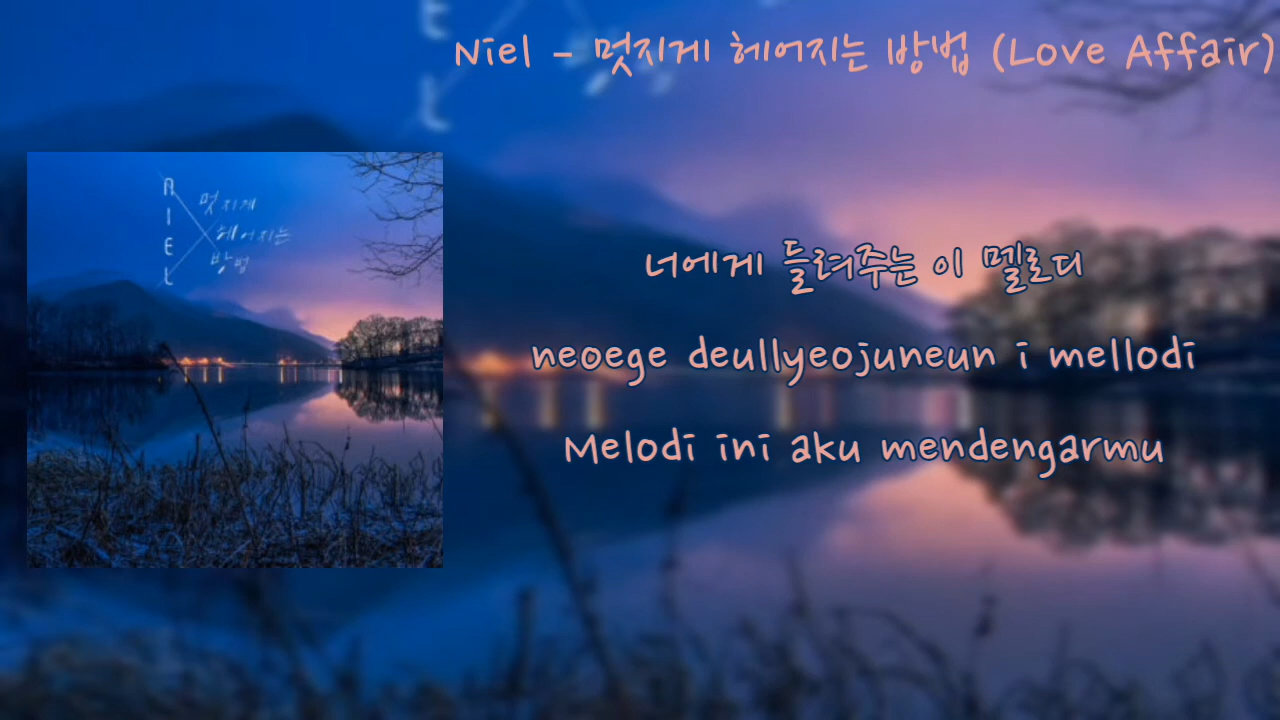 Niel - 멋지게 헤어지는 방법 (Love Affair)
NIEL
멋지게
헤어지는
방법
너에게 들려주는 이 멜로디
neoege deullyeojuneun i mellodi
Melodi ini aku mendengarmu